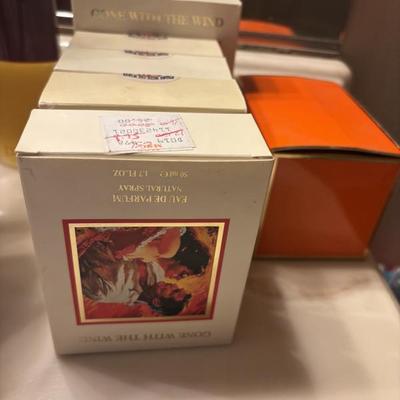 GONE WITH THE WIND
GONE WITH THE WIND
EAU DE PARFUM
NATURAL SPRAY
50 ml ℮ 1.7 FL.OZ